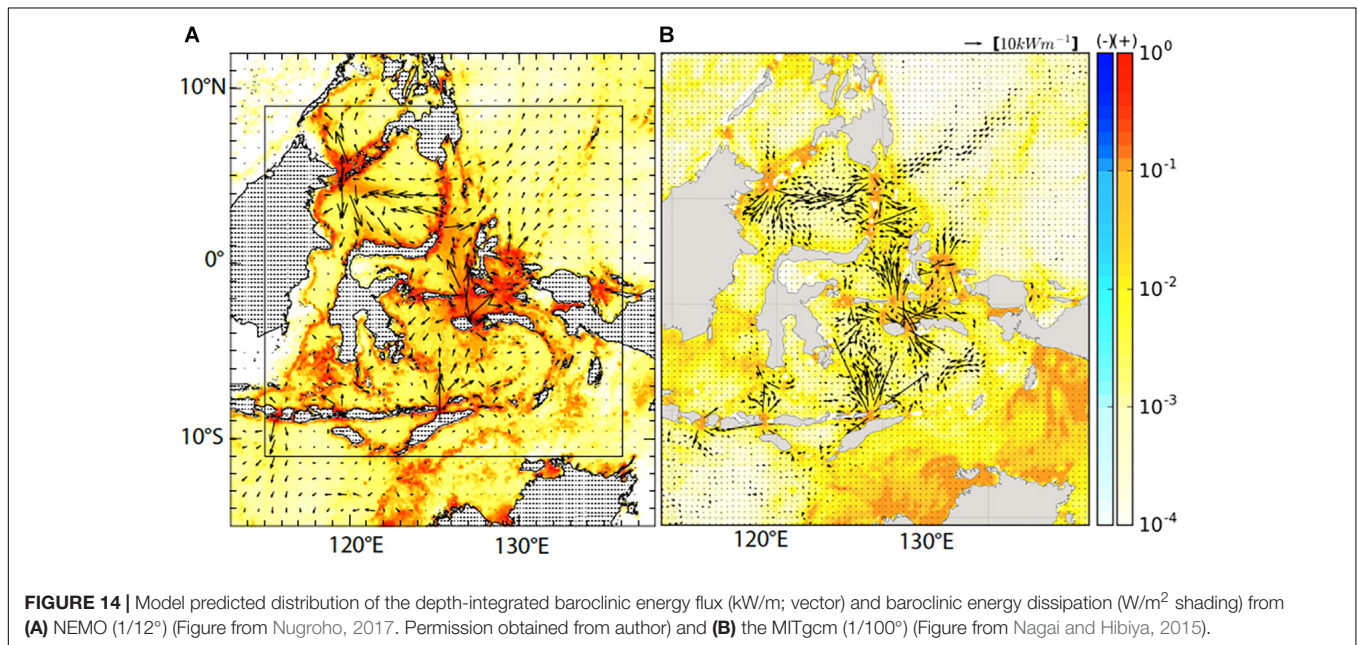 A
B
[10kWm⁻¹]
(-)(+)
10⁰
10⁻¹
10⁻²
10⁻³
10⁻⁴
10°N
0°
10°S
120°E
130°E
120°E
130°E
FIGURE 14 | Model predicted distribution of the depth-integrated baroclinic energy flux (kW/m; vector) and baroclinic energy dissipation (W/m² shading) from
(A) NEMO (1/12°) (Figure from Nugroho, 2017. Permission obtained from author) and (B) the MITgcm (1/100°) (Figure from Nagai and Hibiya, 2015).